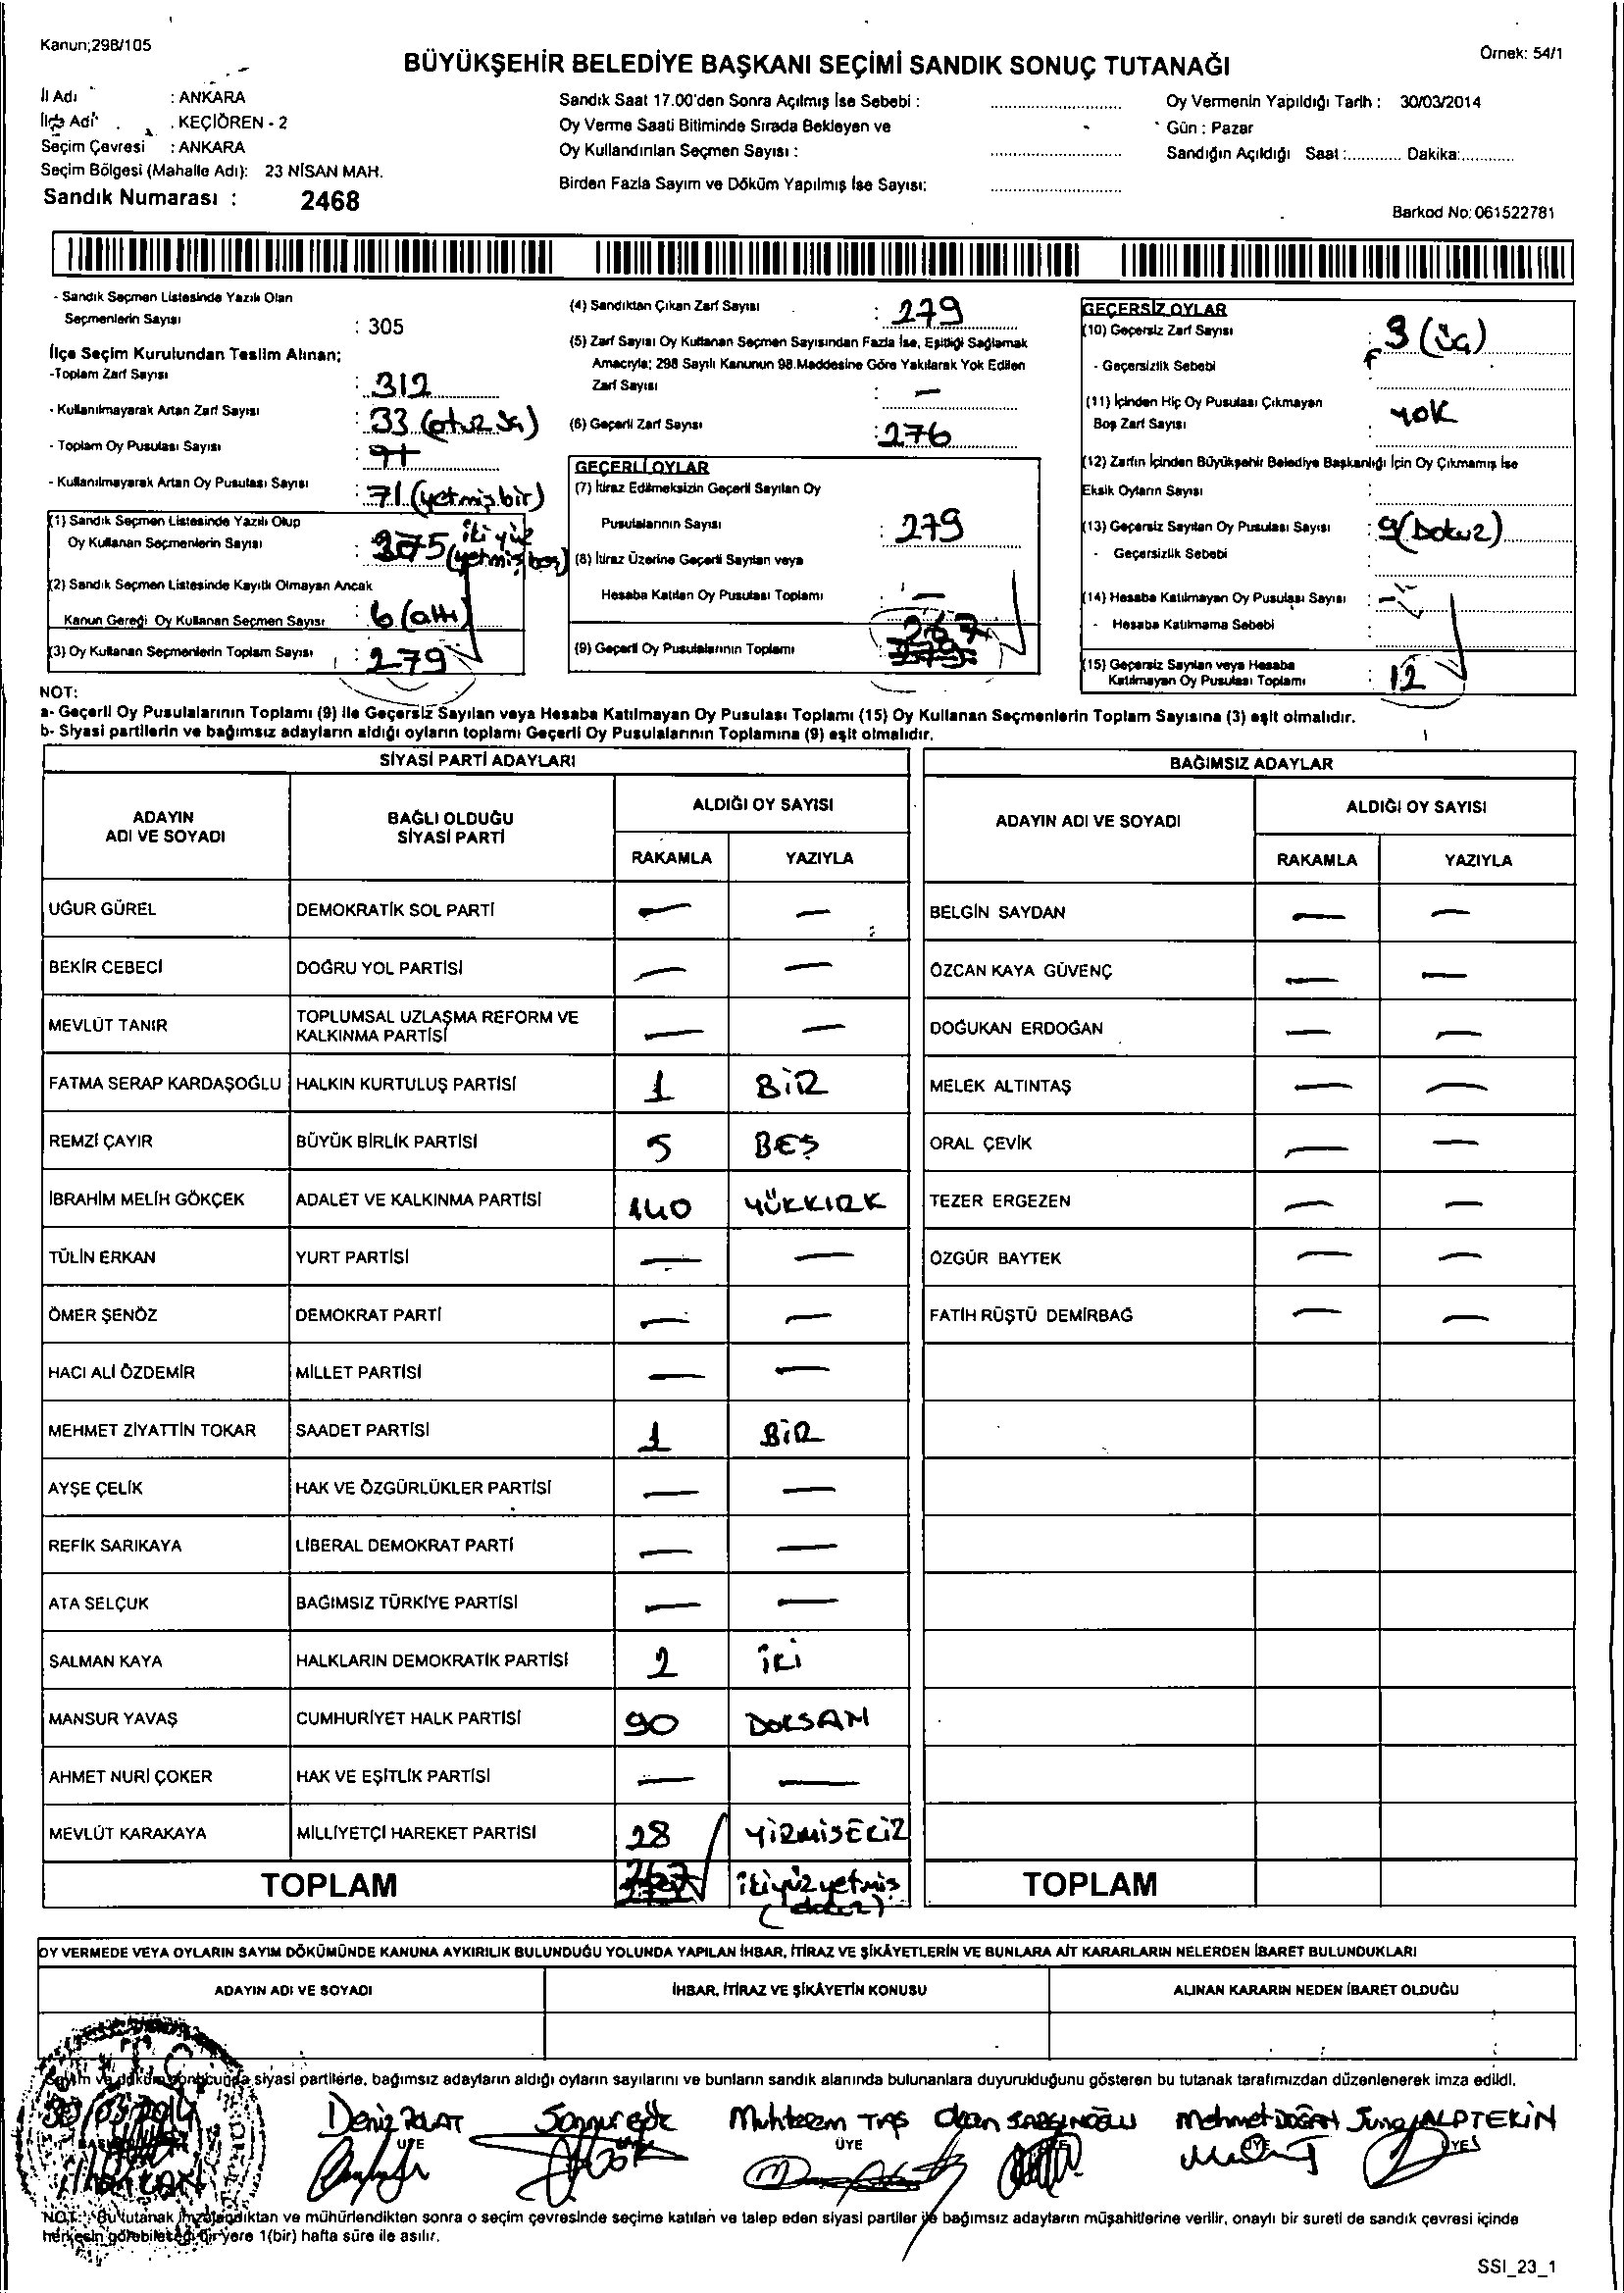 Kanun;298/105
Örnek: 54/1
BÜYÜKŞEHİR BELEDİYE BAŞKANI SEÇİMİ SANDIK SONUÇ TUTANAĞI
İl Adı : ANKARA
İlçe Adı : KEÇİÖREN - 2
Seçim Çevresi : ANKARA
Seçim Bölgesi (Mahalle Adı): 23 NİSAN MAH.
Sandık Numarası : 2468
Sandık Saat 17.00'den Sonra Açılmış İse Sebebi :
Oy Verme Saati Bitiminde Sırada Bekleyen ve
Oy Kullandırılan Seçmen Sayısı :
Birden Fazla Sayım ve Döküm Yapılmış İse Sayısı:
Oy Vermenin Yapıldığı Tarih : 30/03/2014
Gün : Pazar
Sandığın Açıldığı Saat :............ Dakika:............
Barkod No: 061522781
- Sandık Seçmen Listesinde Yazılı Olan
Seçmenlerin Sayısı : 305
İlçe Seçim Kurulundan Teslim Alınan;
-Toplam Zarf Sayısı : 312
- Kullanılmayarak Artan Zarf Sayısı : 33 (otuz üç)
- Toplam Oy Pusulası Sayısı :
- Kullanılmayarak Artan Oy Pusulası Sayısı : 71 (yetmiş bir)
(1) Sandık Seçmen Listesinde Yazılı Olup
Oy Kullanan Seçmenlerin Sayısı : iki yüz (yetmiş beş)
(2) Sandık Seçmen Listesinde Kayıtlı Olmayan Ancak
Kanun Gereği Oy Kullanan Seçmen Sayısı : 6 (altı)
(3) Oy Kullanan Seçmenlerin Toplam Sayısı : 279
(4) Sandıktan Çıkan Zarf Sayısı : 279
(5) Zarf Sayısı Oy Kullanan Seçmen Sayısından Fazla İse, Eşitliği Sağlamak
Amacıyla; 298 Sayılı Kanunun 98.Maddesine Göre Yakılarak Yok Edilen
Zarf Sayısı : —
(6) Geçerli Zarf Sayısı : 276
GEÇERLİ OYLAR
(7) İtiraz Edilmeksizin Geçerli Sayılan Oy
Pusulalarının Sayısı : 279
(8) İtiraz Üzerine Geçerli Sayılan veya
Hesaba Katılan Oy Pusulası Toplamı : —
(9) Geçerli Oy Pusulalarının Toplamı 267
GEÇERSİZ OYLAR
(10) Geçersiz Zarf Sayısı : 3 (üç)
- Geçersizlik Sebebi :
(11) İçinden Hiç Oy Pusulası Çıkmayan
Boş Zarf Sayısı : YOK
(12) Zarfın İçinden Büyükşehir Belediye Başkanlığı İçin Oy Çıkmamış İse
Eksik Oyların Sayısı :
(13) Geçersiz Sayılan Oy Pusulası Sayısı : 9 (Dokuz)
- Geçersizlik Sebebi :
(14) Hesaba Katılmayan Oy Pusulası Sayısı : —
- Hesaba Katılmama Sebebi :
(15) Geçersiz Sayılan veya Hesaba
Katılmayan Oy Pusulası Toplamı : 12
NOT:
a- Geçerli Oy Pusulalarının Toplamı (9) ile Geçersiz Sayılan veya Hesaba Katılmayan Oy Pusulası Toplamı (15) Oy Kullanan Seçmenlerin Toplam Sayısına (3) eşit olmalıdır.
b- Siyasi partilerin ve bağımsız adayların aldığı oyların toplamı Geçerli Oy Pusulalarının Toplamına (9) eşit olmalıdır.
SİYASİ PARTİ ADAYLARI
ADAYIN ADI VE SOYADI
BAĞLI OLDUĞU SİYASİ PARTİ
ALDIĞI OY SAYISI
RAKAMLA YAZIYLA
BAĞIMSIZ ADAYLAR
ADAYIN ADI VE SOYADI
ALDIĞI OY SAYISI
RAKAMLA YAZIYLA
UĞUR GÜREL DEMOKRATİK SOL PARTİ — — BELGİN SAYDAN — —
BEKİR CEBECİ DOĞRU YOL PARTİSİ — — ÖZCAN KAYA GÜVENÇ — —
MEVLÜT TANIR TOPLUMSAL UZLAŞMA REFORM VE KALKINMA PARTİSİ — — DOĞUKAN ERDOĞAN — —
FATMA SERAP KARDAŞOĞLU HALKIN KURTULUŞ PARTİSİ 1 BİR MELEK ALTINTAŞ — —
REMZİ ÇAYIR BÜYÜK BİRLİK PARTİSİ 5 BEŞ ORAL ÇEVİK — —
İBRAHİM MELİH GÖKÇEK ADALET VE KALKINMA PARTİSİ 140 YÜKKIRK TEZER ERGEZEN — —
TÜLİN ERKAN YURT PARTİSİ — — ÖZGÜR BAYTEK — —
ÖMER ŞENÖZ DEMOKRAT PARTİ — — FATİH RÜŞTÜ DEMİRBAĞ — —
HACI ALİ ÖZDEMİR MİLLET PARTİSİ — —
MEHMET ZİYATTİN TOKAR SAADET PARTİSİ 1 BİR
AYŞE ÇELİK HAK VE ÖZGÜRLÜKLER PARTİSİ — —
REFİK SARIKAYA LİBERAL DEMOKRAT PARTİ — —
ATA SELÇUK BAĞIMSIZ TÜRKİYE PARTİSİ — —
SALMAN KAYA HALKLARIN DEMOKRATİK PARTİSİ 2 İKİ
MANSUR YAVAŞ CUMHURİYET HALK PARTİSİ 90 DOKSAN
AHMET NURİ ÇOKER HAK VE EŞİTLİK PARTİSİ — —
MEVLÜT KARAKAYA MİLLİYETÇİ HAREKET PARTİSİ 28 YİRMİSEKİZ
TOPLAM 267 ikiyüzyetmiş (dokuz) TOPLAM
OY VERMEDE VEYA OYLARIN SAYIM DÖKÜMÜNDE KANUNA AYKIRILIK BULUNDUĞU YOLUNDA YAPILAN İHBAR, İTİRAZ VE ŞİKÂYETLERİN VE BUNLARA AİT KARARLARIN NELERDEN İBARET BULUNDUKLARI
ADAYIN ADI VE SOYADI İHBAR, İTİRAZ VE ŞİKÂYETİN KONUSU ALINAN KARARIN NEDEN İBARET OLDUĞU
Sayım ve döküm sonucunda siyasi partilerle, bağımsız adayların aldığı oyların sayılarını ve bunların sandık alanında bulunanlara duyurulduğunu gösteren bu tutanak tarafımızdan düzenlenerek imza edildi.
30/03/2014
Deniz POLAT Muhterem TAŞ Mehmet DOĞAN ALPTEKİN
ÜYE ÜYE ÜYE ÜYE
NOT: Bu tutanak imzalandıktan ve mühürlendikten sonra o seçim çevresinde seçime katılan ve talep eden siyasi partiler ile bağımsız adayların müşahitlerine verilir, onaylı bir sureti de sandık çevresi içinde
herkesin görebileceği bir yere 1(bir) hafta süre ile asılır.
SSI_23_1